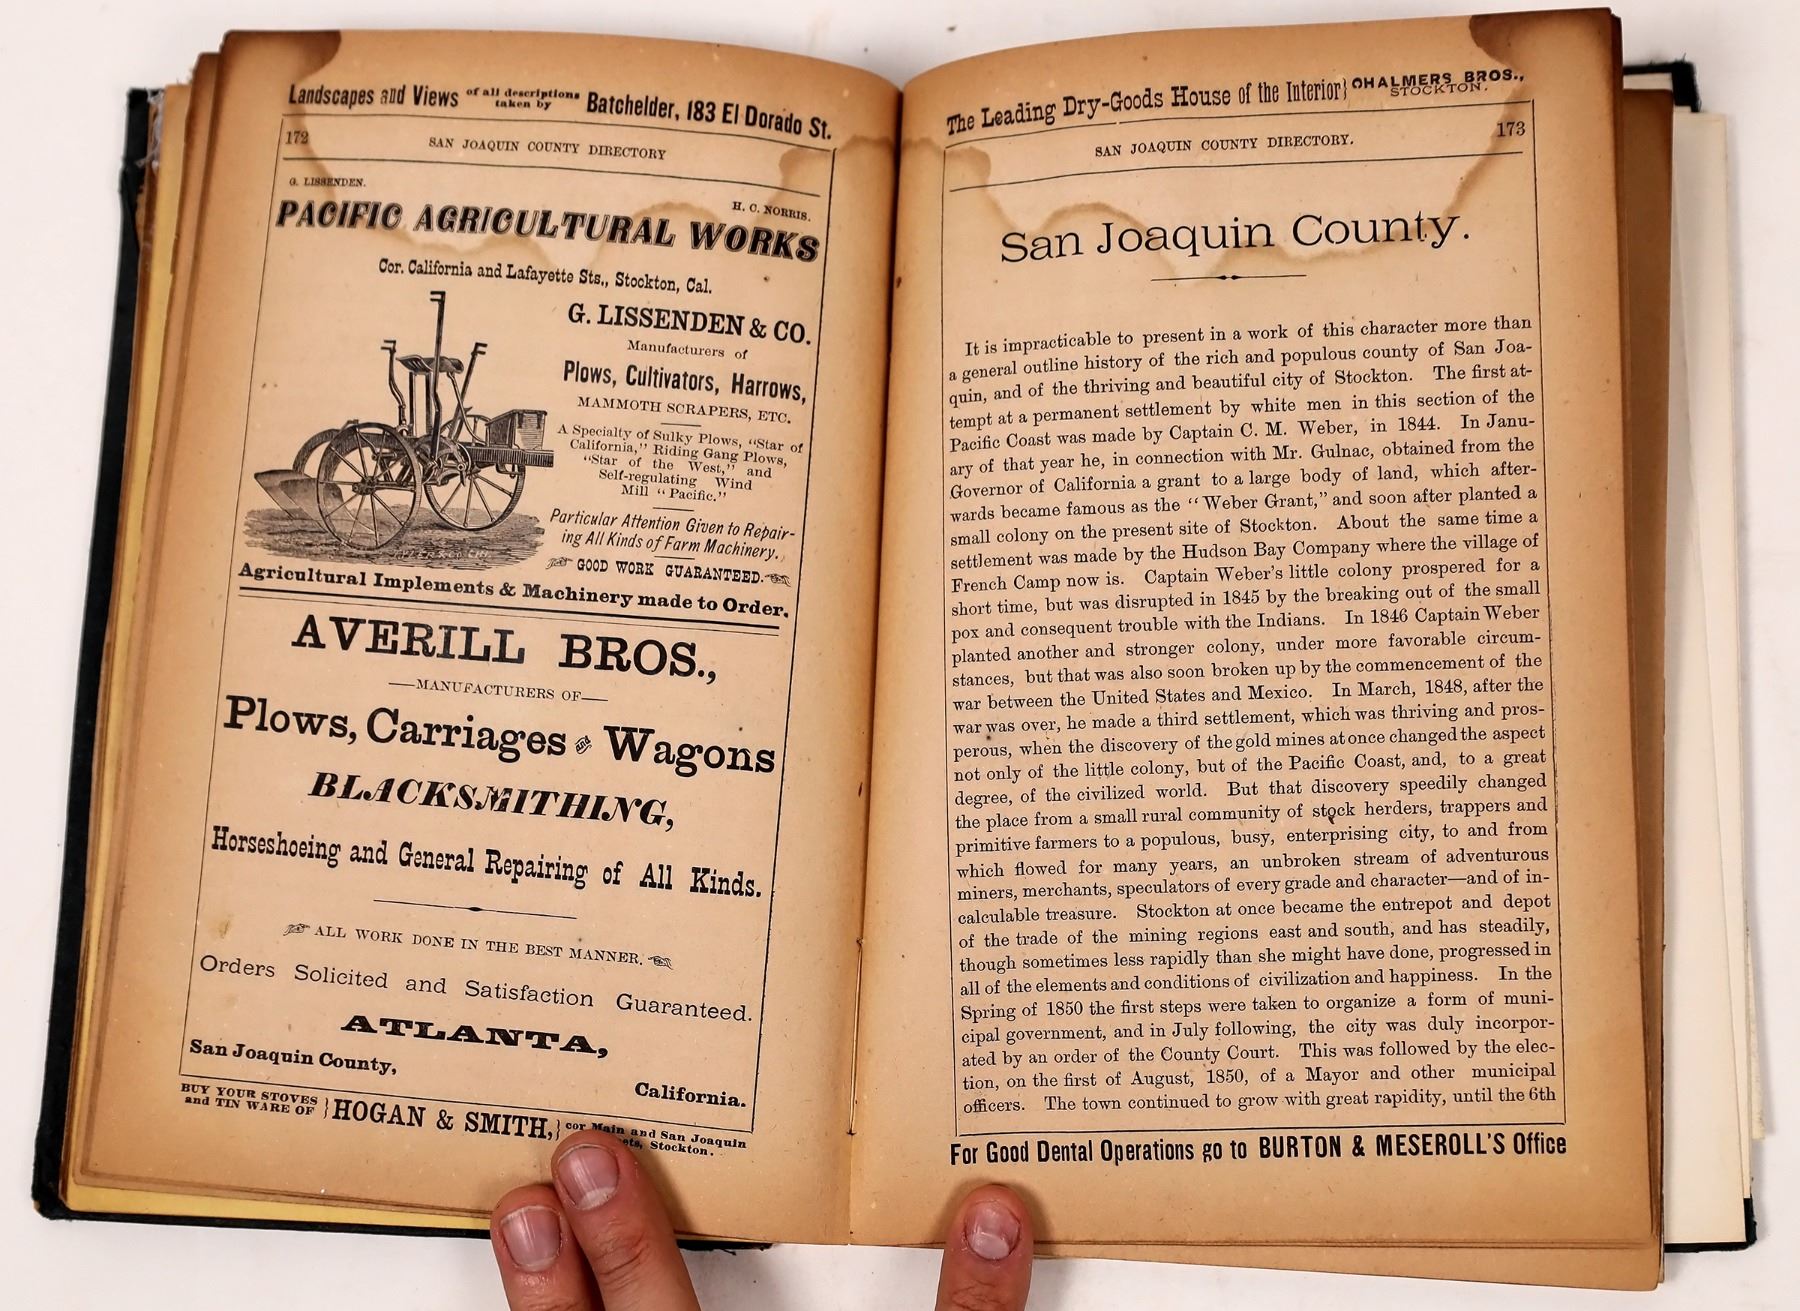 Landscapes and Views of all descriptions taken by Batchelder, 183 El Dorado St.
172
SAN JOAQUIN COUNTY DIRECTORY
G. LISSENDEN.
H. C. NORRIS.
PACIFIC AGRICULTURAL WORKS
Cor. California and Lafayette Sts., Stockton, Cal.
G. LISSENDEN & CO.
Manufacturers of
Plows, Cultivators, Harrows,
MAMMOTH SCRAPERS, ETC.
A Specialty of Sulky Plows, "Star of
California," Riding Gang Plows,
"Star of the West," and
Self-regulating Wind
Mill "Pacific."
Particular Attention Given to Repair-
ing All Kinds of Farm Machinery.
GOOD WORK GUARANTEED.
Agricultural Implements & Machinery made to Order.
AVERILL BROS.,
—MANUFACTURERS OF—
Plows, Carriages and Wagons
BLACKSMITHING,
Horseshoeing and General Repairing of All Kinds.
ALL WORK DONE IN THE BEST MANNER.
Orders Solicited and Satisfaction Guaranteed.
ATLANTA,
San Joaquin County,
California.
BUY YOUR STOVES and TIN WARE OF } HOGAN & SMITH, } cor Main and San Joaquin
Stockton.
The Leading Dry-Goods House of the Interior } CHALMERS BROS., STOCKTON.
SAN JOAQUIN COUNTY DIRECTORY.
173
San Joaquin County.
It is impracticable to present in a work of this character more than
a general outline history of the rich and populous county of San Joa-
quin, and of the thriving and beautiful city of Stockton. The first at-
tempt at a permanent settlement by white men in this section of the
Pacific Coast was made by Captain C. M. Weber, in 1844. In Janu-
ary of that year he, in connection with Mr. Gulnac, obtained from the
Governor of California a grant to a large body of land, which after-
wards became famous as the "Weber Grant," and soon after planted a
small colony on the present site of Stockton. About the same time a
settlement was made by the Hudson Bay Company where the village of
French Camp now is. Captain Weber's little colony prospered for a
short time, but was disrupted in 1845 by the breaking out of the small
pox and consequent trouble with the Indians. In 1846 Captain Weber
planted another and stronger colony, under more favorable circum-
stances, but that was also soon broken up by the commencement of the
war between the United States and Mexico. In March, 1848, after the
war was over, he made a third settlement, which was thriving and pros-
perous, when the discovery of the gold mines at once changed the aspect
not only of the little colony, but of the Pacific Coast, and, to a great
degree, of the civilized world. But that discovery speedily changed
the place from a small rural community of stock herders, trappers and
primitive farmers to a populous, busy, enterprising city, to and from
which flowed for many years, an unbroken stream of adventurous
miners, merchants, speculators of every grade and character—and of in-
calculable treasure. Stockton at once became the entrepot and depot
of the trade of the mining regions east and south, and has steadily,
though sometimes less rapidly than she might have done, progressed in
all of the elements and conditions of civilization and happiness. In the
Spring of 1850 the first steps were taken to organize a form of muni-
cipal government, and in July following, the city was duly incorpor-
ated by an order of the County Court. This was followed by the elec-
tion, on the first of August, 1850, of a Mayor and other municipal
officers. The town continued to grow with great rapidity, until the 6th
For Good Dental Operations go to BURTON & MESEROLL'S Office